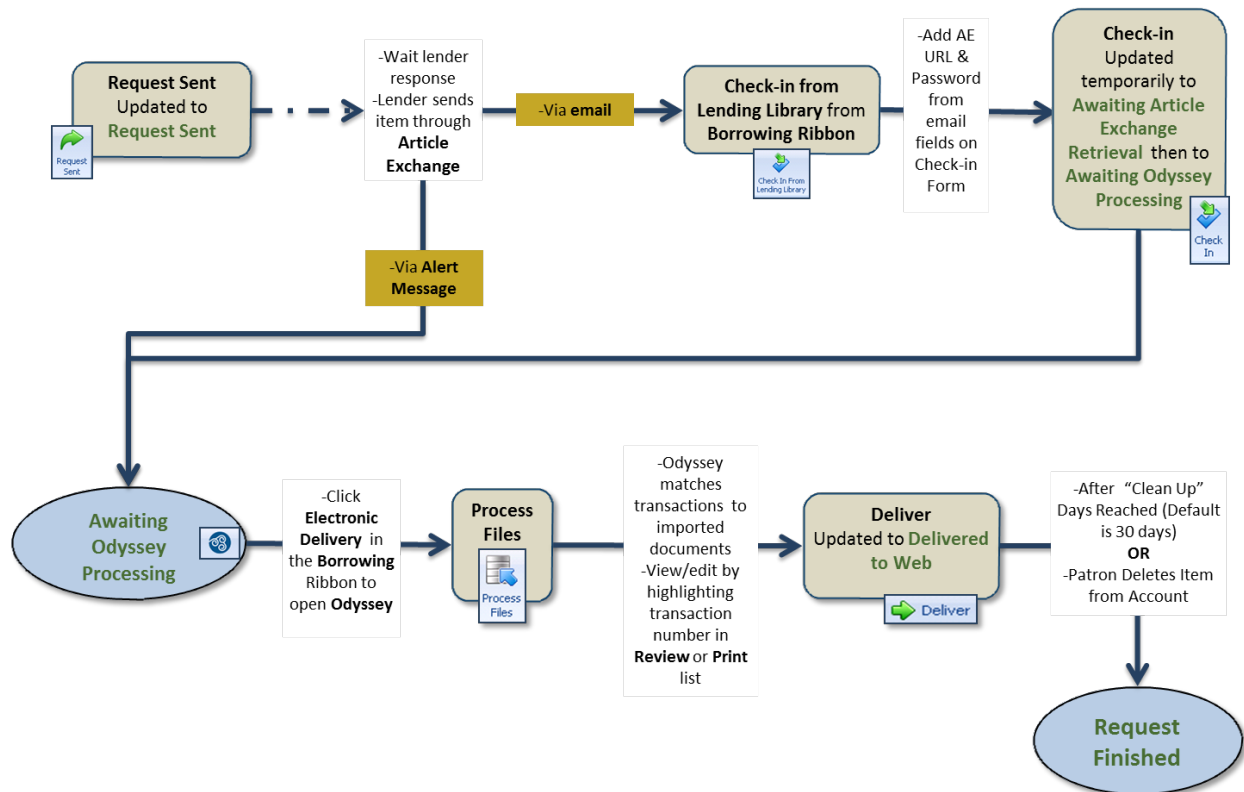 Request Sent
Updated to
Request Sent
Request
Sent
-Wait lender
response
-Lender sends
item through
Article
Exchange
-Via email
Check-in from
Lending Library from
Borrowing Ribbon
Check In From
Lending Library
-Add AE
URL &
Password
from
email
fields on
Check-in
Form
Check-in
Updated
temporarily to
Awaiting Article
Exchange
Retrieval then to
Awaiting Odyssey
Processing
Check
In
-Via Alert
Message
Awaiting
Odyssey
Processing
-Click
Electronic
Delivery in
the Borrowing
Ribbon to
open Odyssey
Process
Files
Process
Files
-Odyssey
matches
transactions to
imported
documents
-View/edit by
highlighting
transaction
number in
Review or Print
list
Deliver
Updated to Delivered
to Web
Deliver
-After “Clean Up”
Days Reached (Default
is 30 days)
OR
-Patron Deletes Item
from Account
Request
Finished